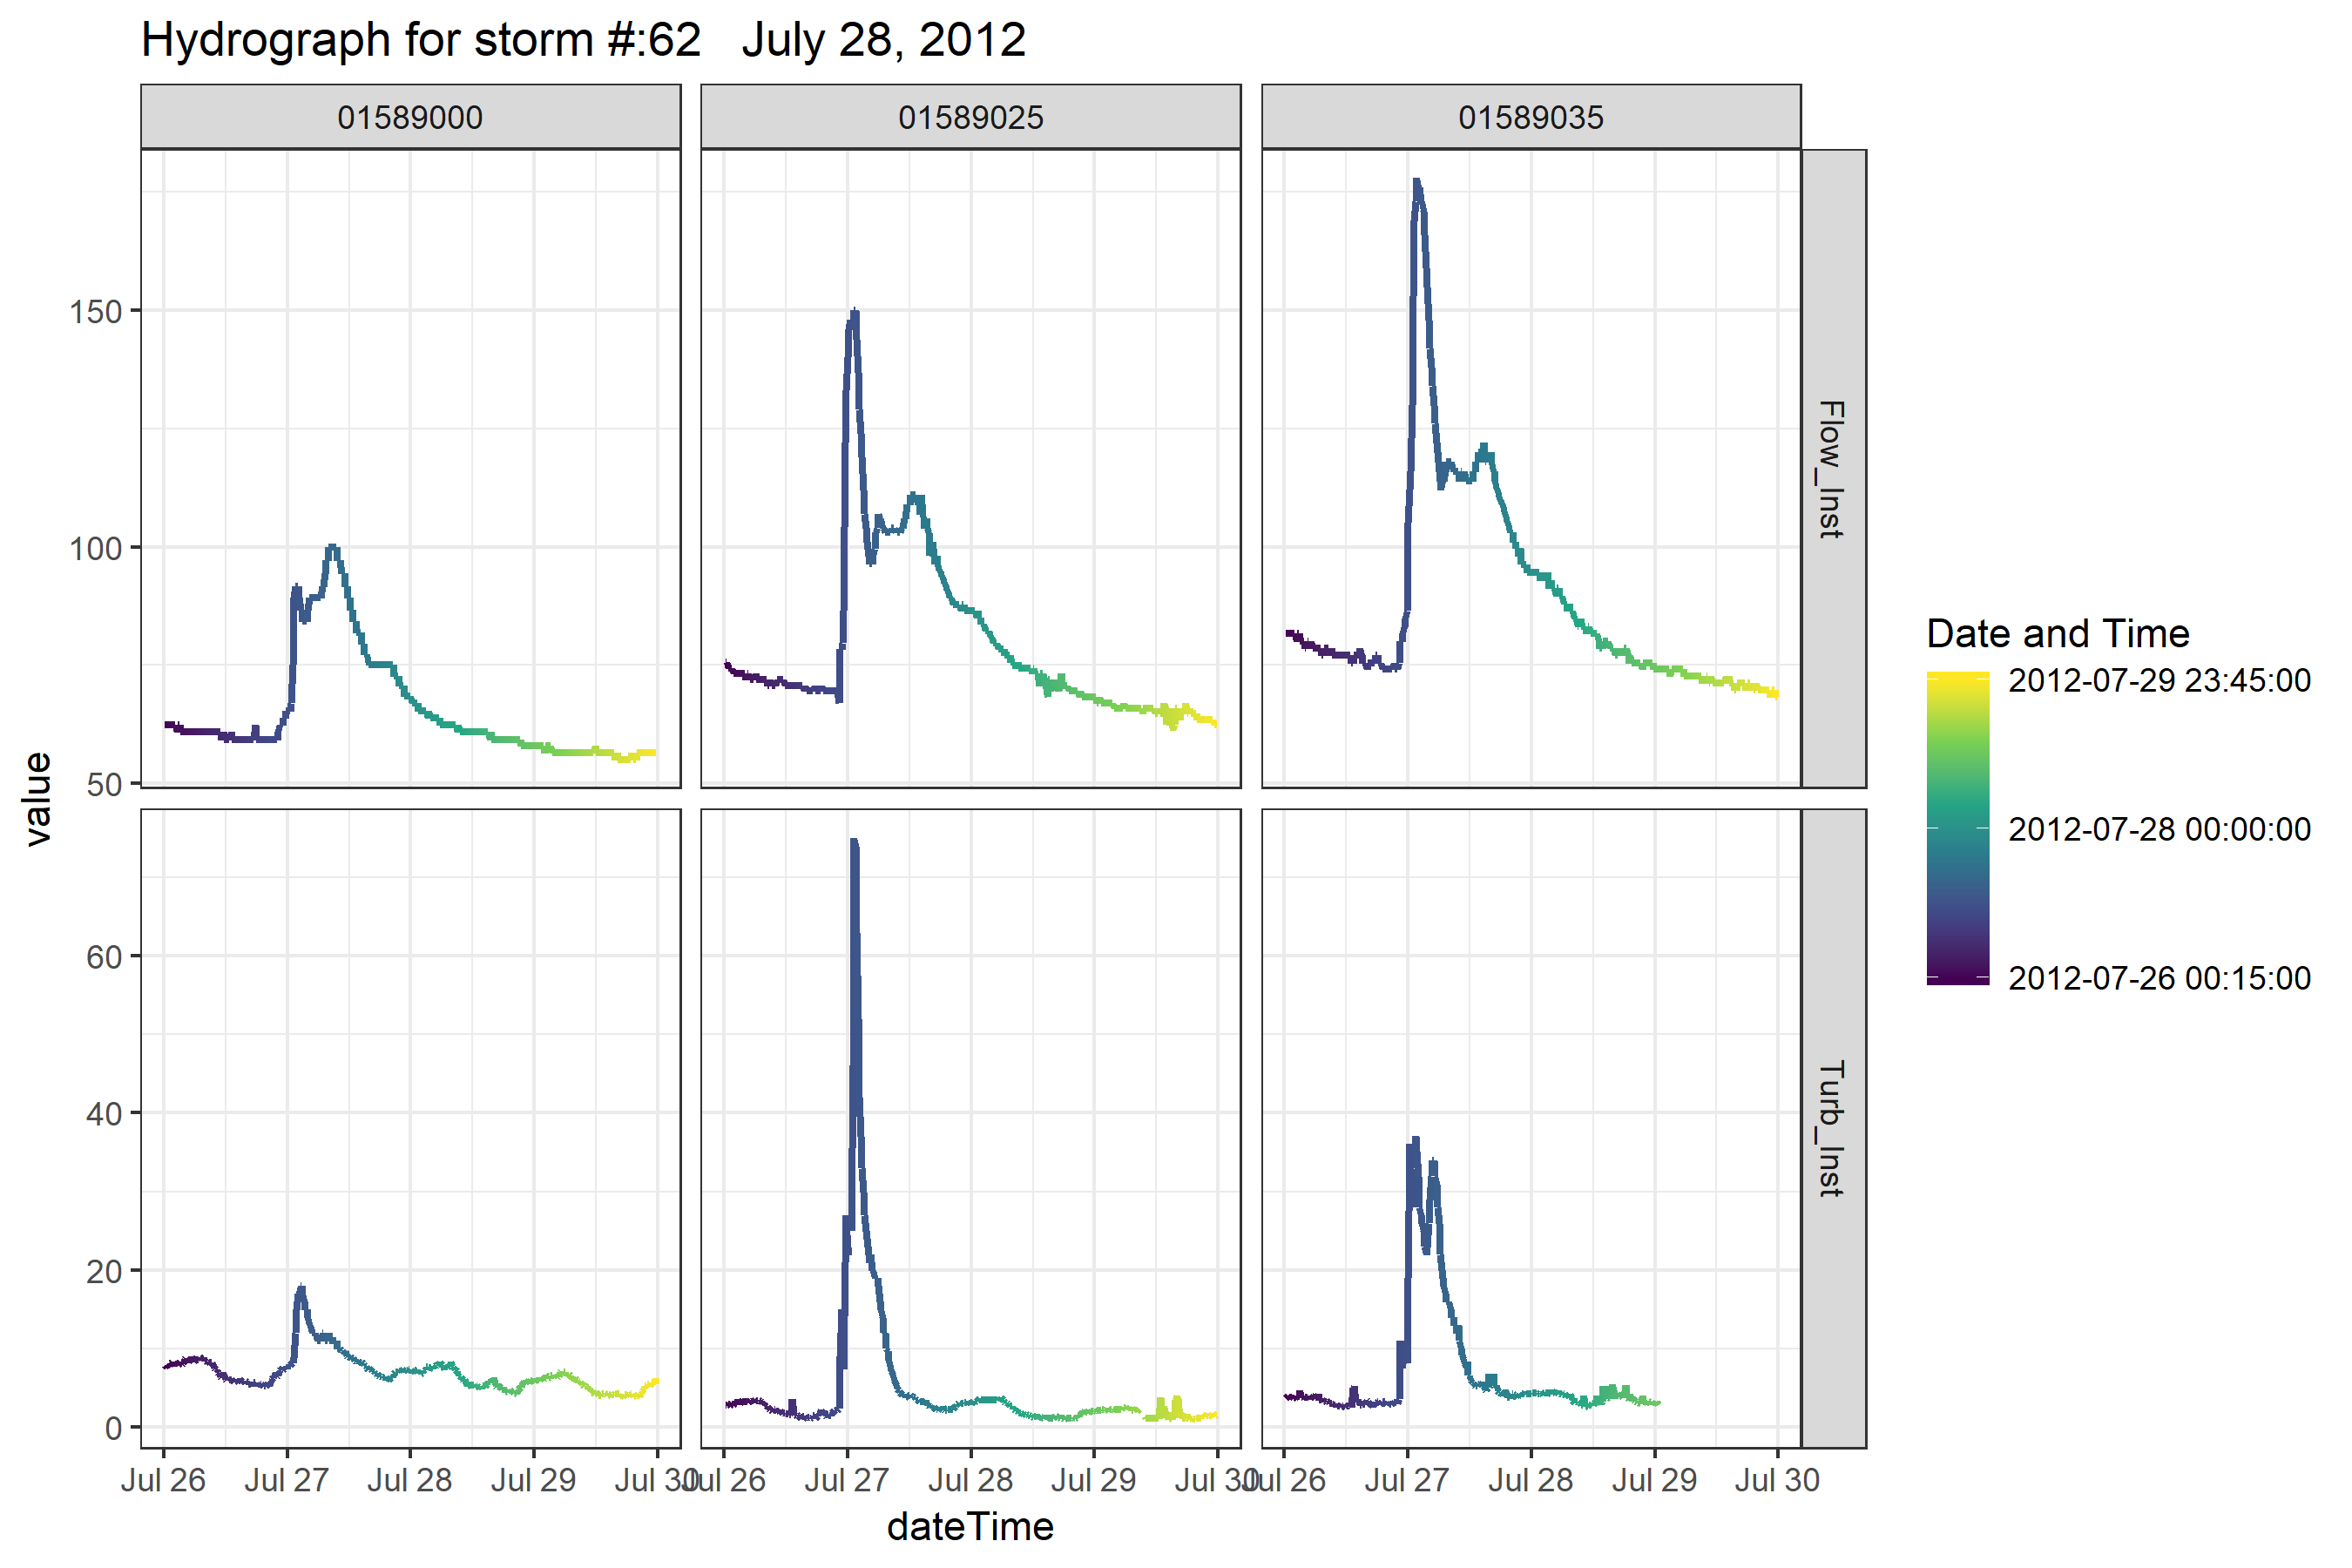 Hydrograph for storm #:62   July 28, 2012
01589000
01589025
01589035
150
100
50
Flow_Inst
value
60
40
20
0
Turb_Inst
Jul 26
Jul 27
Jul 28
Jul 29
Jul 30
Jul 26
Jul 27
Jul 28
Jul 29
Jul 30
Jul 26
Jul 27
Jul 28
Jul 29
Jul 30
dateTime
Date and Time
2012-07-29 23:45:00
2012-07-28 00:00:00
2012-07-26 00:15:00